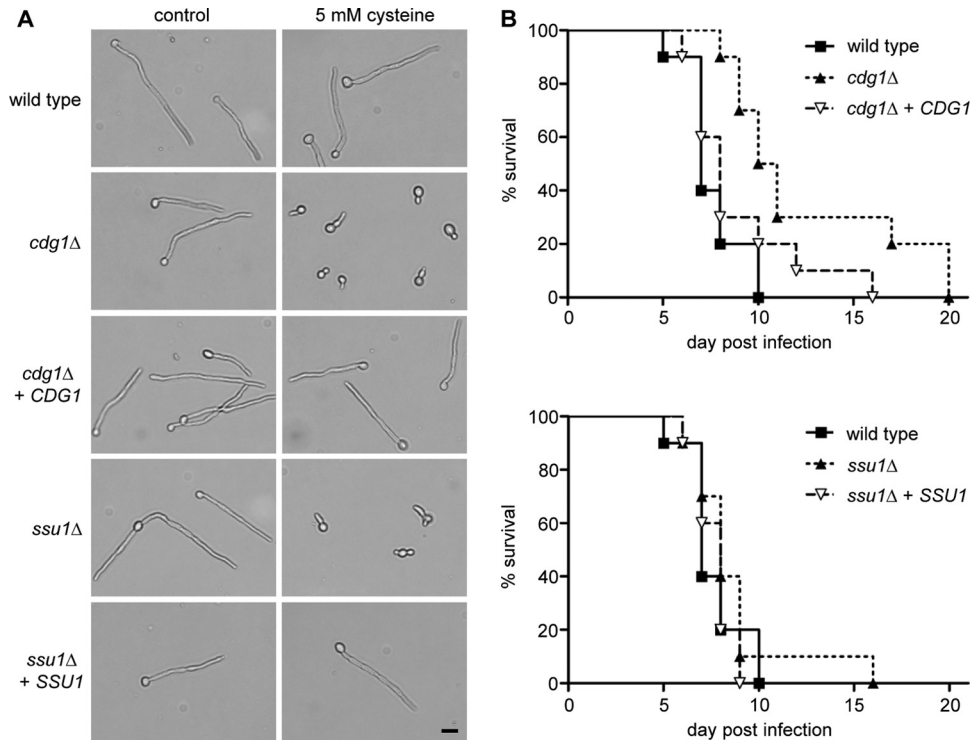 A
control
5 mM cysteine
wild type
cdg1Δ
cdg1Δ
+ CDG1
ssu1Δ
ssu1Δ
+ SSU1
B
100
80
60
40
20
0
% survival
0
5
10
15
20
day post infection
wild type
cdg1Δ
cdg1Δ + CDG1
100
80
60
40
20
0
% survival
0
5
10
15
20
day post infection
wild type
ssu1Δ
ssu1Δ + SSU1